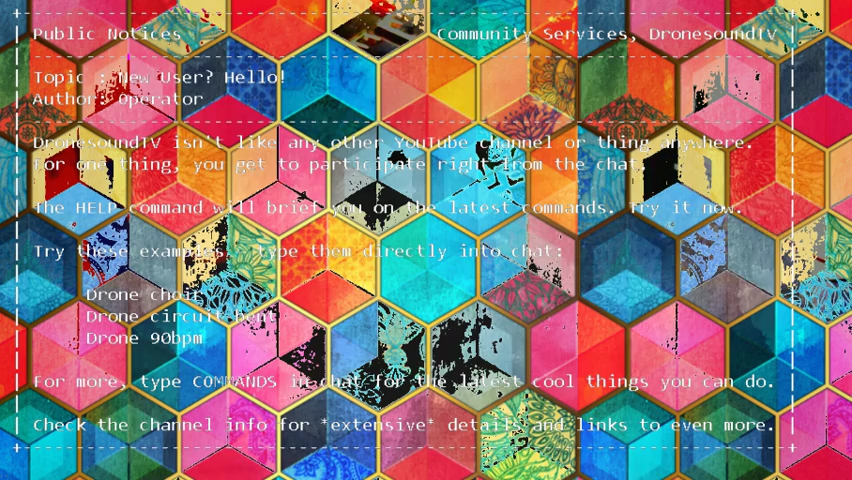 Public Notices Community Services, DronesoundTV
Topic : New User? Hello!
Author: Operator
DronesoundTV isn't like any other YouTube channel or thing anywhere.
For one thing, you get to participate right from the chat.
The HELP command will brief you on the latest commands. Try it now.
Try these examples, type them directly into chat:
Drone choir
Drone circuit-bent
Drone 90bpm
For more, type COMMANDS in chat for the latest cool things you can do.
Check the channel info for *extensive* details and links to even more.